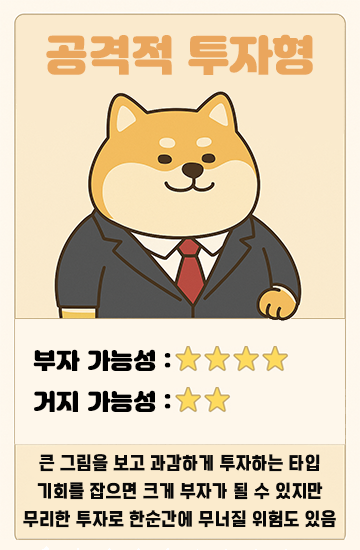 공격적 투자형
부자 가능성 : ★★★★
거지 가능성 : ★★
큰 그림을 보고 과감하게 투자하는 타입
기회를 잡으면 크게 부자가 될 수 있지만
무리한 투자로 한순간에 무너질 위험도 있음